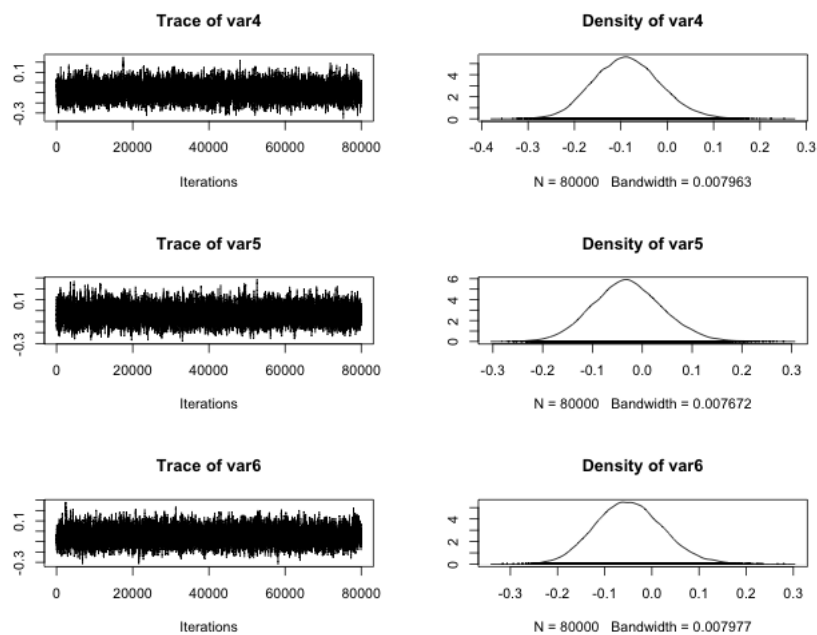 Trace of var4
0.1
-0.3
0 20000 40000 60000 80000
Iterations
Density of var4
4
2
0
-0.4 -0.3 -0.2 -0.1 0.0 0.1 0.2 0.3
N = 80000 Bandwidth = 0.007963
Trace of var5
0.1
-0.3
0 20000 40000 60000 80000
Iterations
Density of var5
6
4
2
0
-0.3 -0.2 -0.1 0.0 0.1 0.2 0.3
N = 80000 Bandwidth = 0.007672
Trace of var6
0.1
-0.3
0 20000 40000 60000 80000
Iterations
Density of var6
4
2
0
-0.3 -0.2 -0.1 0.0 0.1 0.2 0.3
N = 80000 Bandwidth = 0.007977